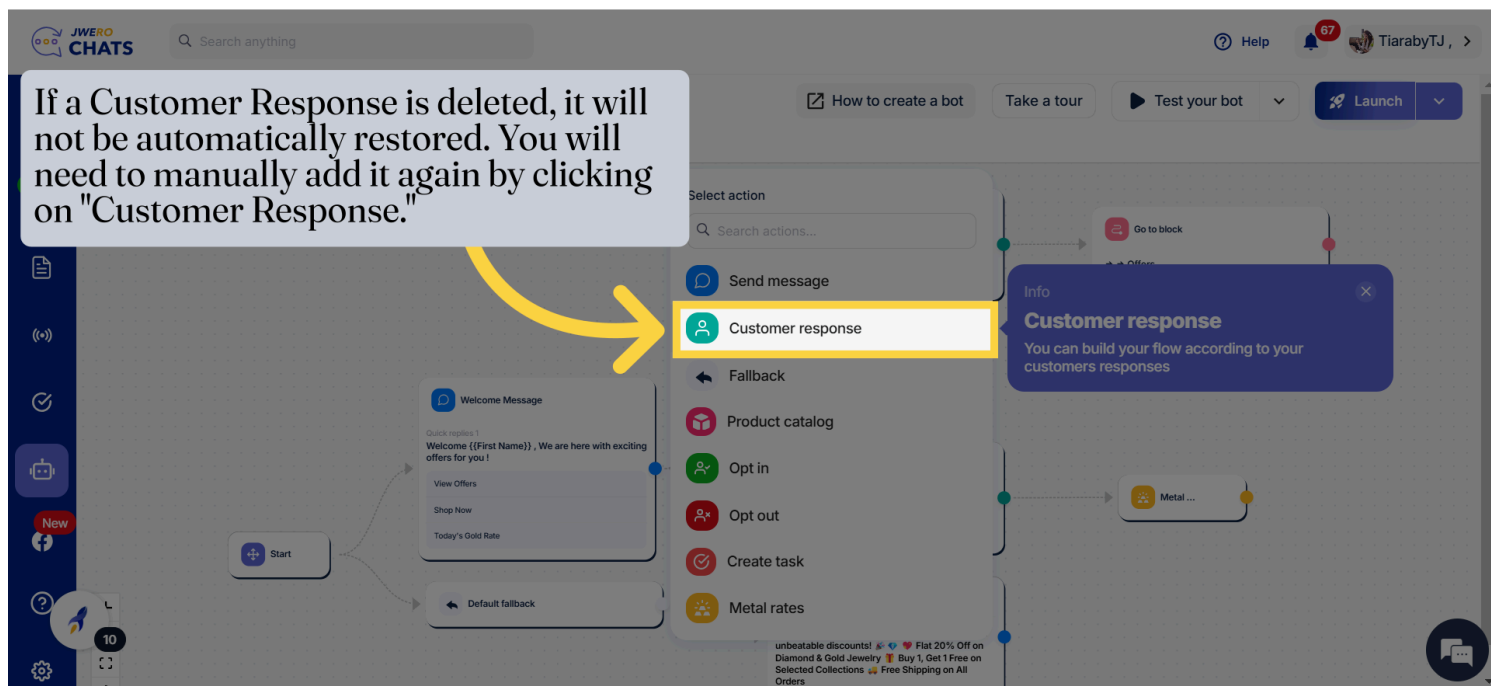 JWERO
CHATS
Search anything
Help
67
TiarabyTJ ,
If a Customer Response is deleted, it will
not be automatically restored. You will
need to manually add it again by clicking
on "Customer Response."
How to create a bot
Take a tour
Test your bot
Launch
Select action
Search actions...
Send message
Customer response
Fallback
Product catalog
Opt in
Opt out
Create task
Metal rates
Go to block
Offers
Info
Customer response
You can build your flow according to your
customers responses
Welcome Message
Quick replies 1
Welcome {{First Name}} , We are here with exciting
offers for you !
View Offers
Shop Now
Today's Gold Rate
Start
Default fallback
Metal ...
New
10
unbeatable discounts! 🎉 💎 💖 Flat 20% Off on
Diamond & Gold Jewelry 🎁 Buy 1, Get 1 Free on
Selected Collections 🚚 Free Shipping on All
Orders